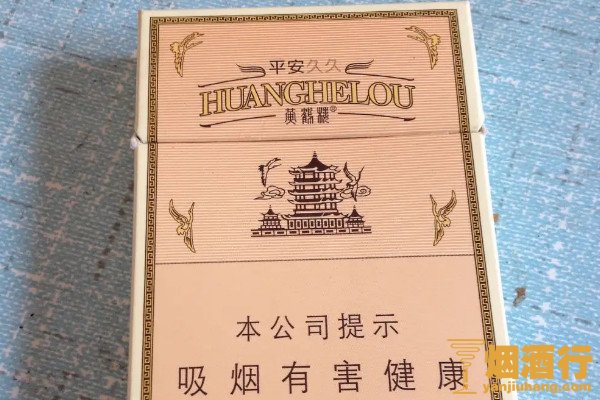 平安久久
HUANGHELOU
黄鹤楼®
本公司提示
吸烟有害健康
烟酒行
yanjiuhang.com